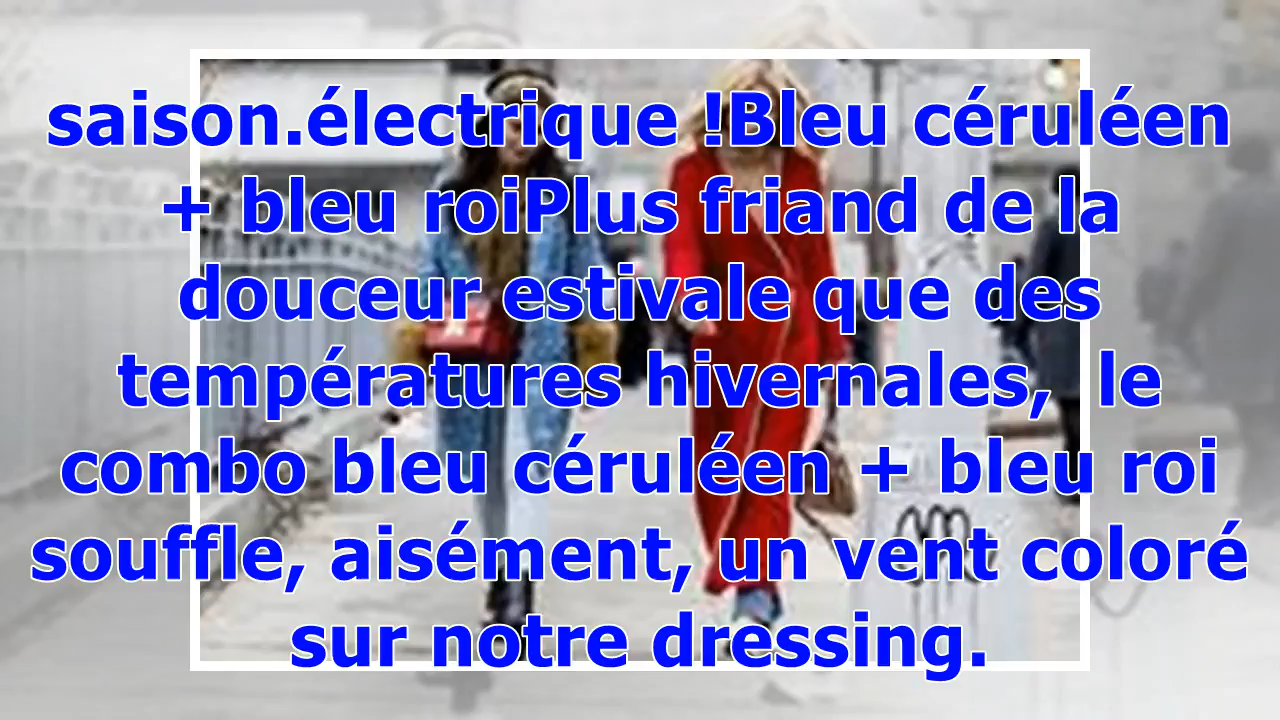 saison.électrique !Bleu céruléen
+ bleu roiPlus friand de la
douceur estivale que des
températures hivernales,  le
combo bleu céruléen + bleu roi
souffle, aisément, un vent coloré
sur notre dressing.